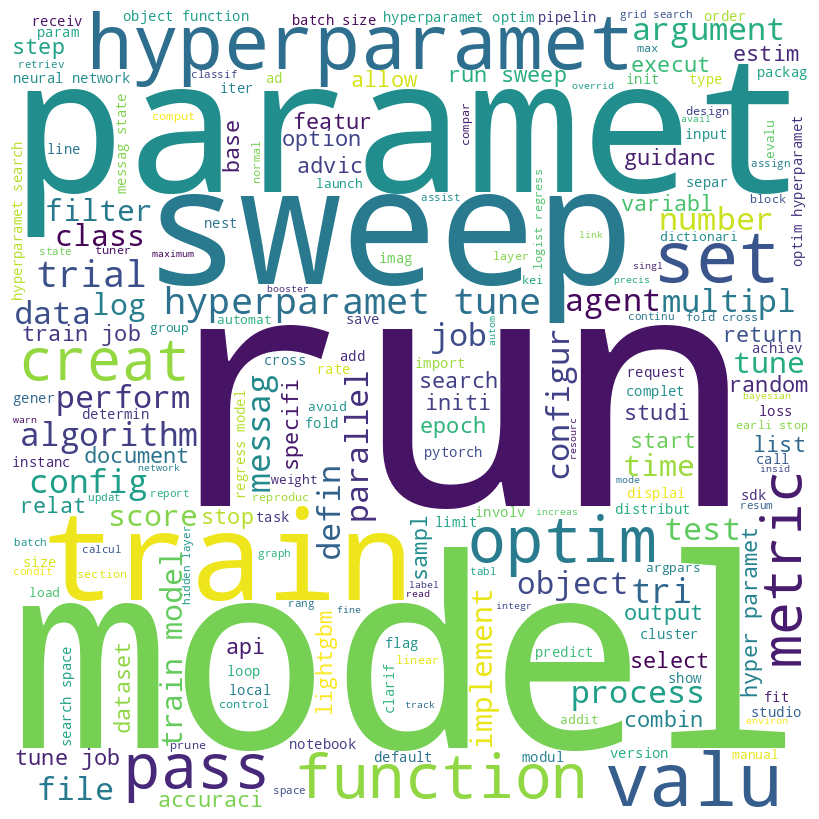 receiv
object function
batch size
hyperparamet optim
pipelin
grid search
order
param
hyperparamet
argument
step
retriev
classif
max
estim
neural network
ad
allow
run sweep
execut
init
type
packag
iter
overrid
paramet
comput
featur
messag state
line
base
option
advic
normal
compar
design
avail
input
evalu
guidanc
separ
assign
launch
sweep
assist
logist regress
filter
variabl
number
block
hyperparamet search
optim hyperparamet
nest
class
dictionari
link
state
tuner
maximum
imag
layer
set
trial
kei
singl
precis
booster
data
log
hyperparamet tune
agent
multipl
train job
group
automat
save
run
job
autom
continu
fold cross
return
achiev
creat
cross
add
import
request
tune
perform
rate
search
configur
complet
bayesian
random
gener
determin
specifi
avoid
initi
studi
loss
earli stop
algorithm
messag
fold
epoch
start
list
warn
document
regress model
parallel
pytorch
resourc
time
call
insid
instanc
network
config
weight
mode
displai
sdk
relat
updat
report
reproduc
distribut
resum
score
stop
task
defin
limit
involv
increas
test
metric
batch
calcul
graph
sampl
optim
size
train
tabl
argpars
condit
section
hidden layer
rang
fine
label
read
integr
object
tri
load
model
output
hyper paramet
train model
api
flag
implement
cluster
dataset
loop
lightgbm
clarif
linear
predict
select
show
fit
search space
local
control
track
process
studio
addit
combin
environ
tune job
prune
notebook
default
modul
version
manual
pass
function
valu
file
accuraci
space